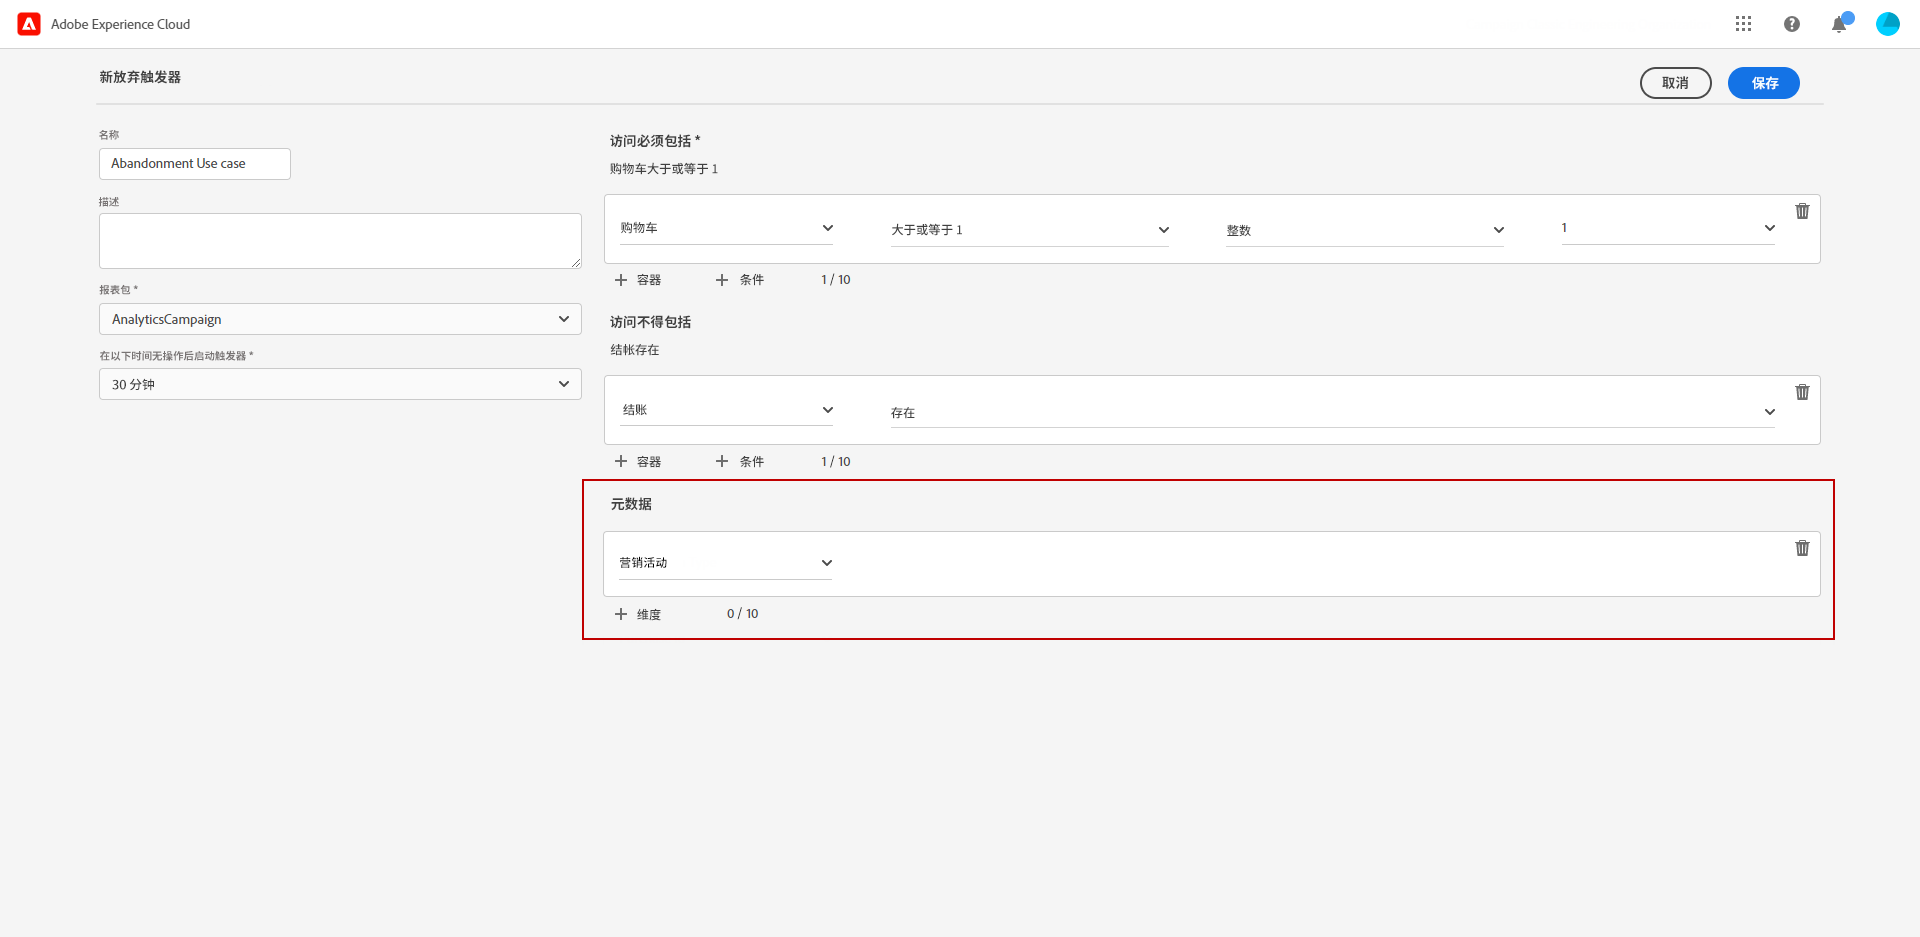 Adobe Experience Cloud
新放弃触发器
取消
保存
名称
Abandonment Use case
描述
报表包 *
AnalyticsCampaign
在以下时间无操作后启动触发器 *
30 分钟
访问必须包括 *
购物车大于或等于 1
购物车
大于或等于 1
整数
1
容器
条件
1 / 10
访问不得包括
结帐存在
结账
存在
容器
条件
1 / 10
元数据
营销活动
维度
0 / 10